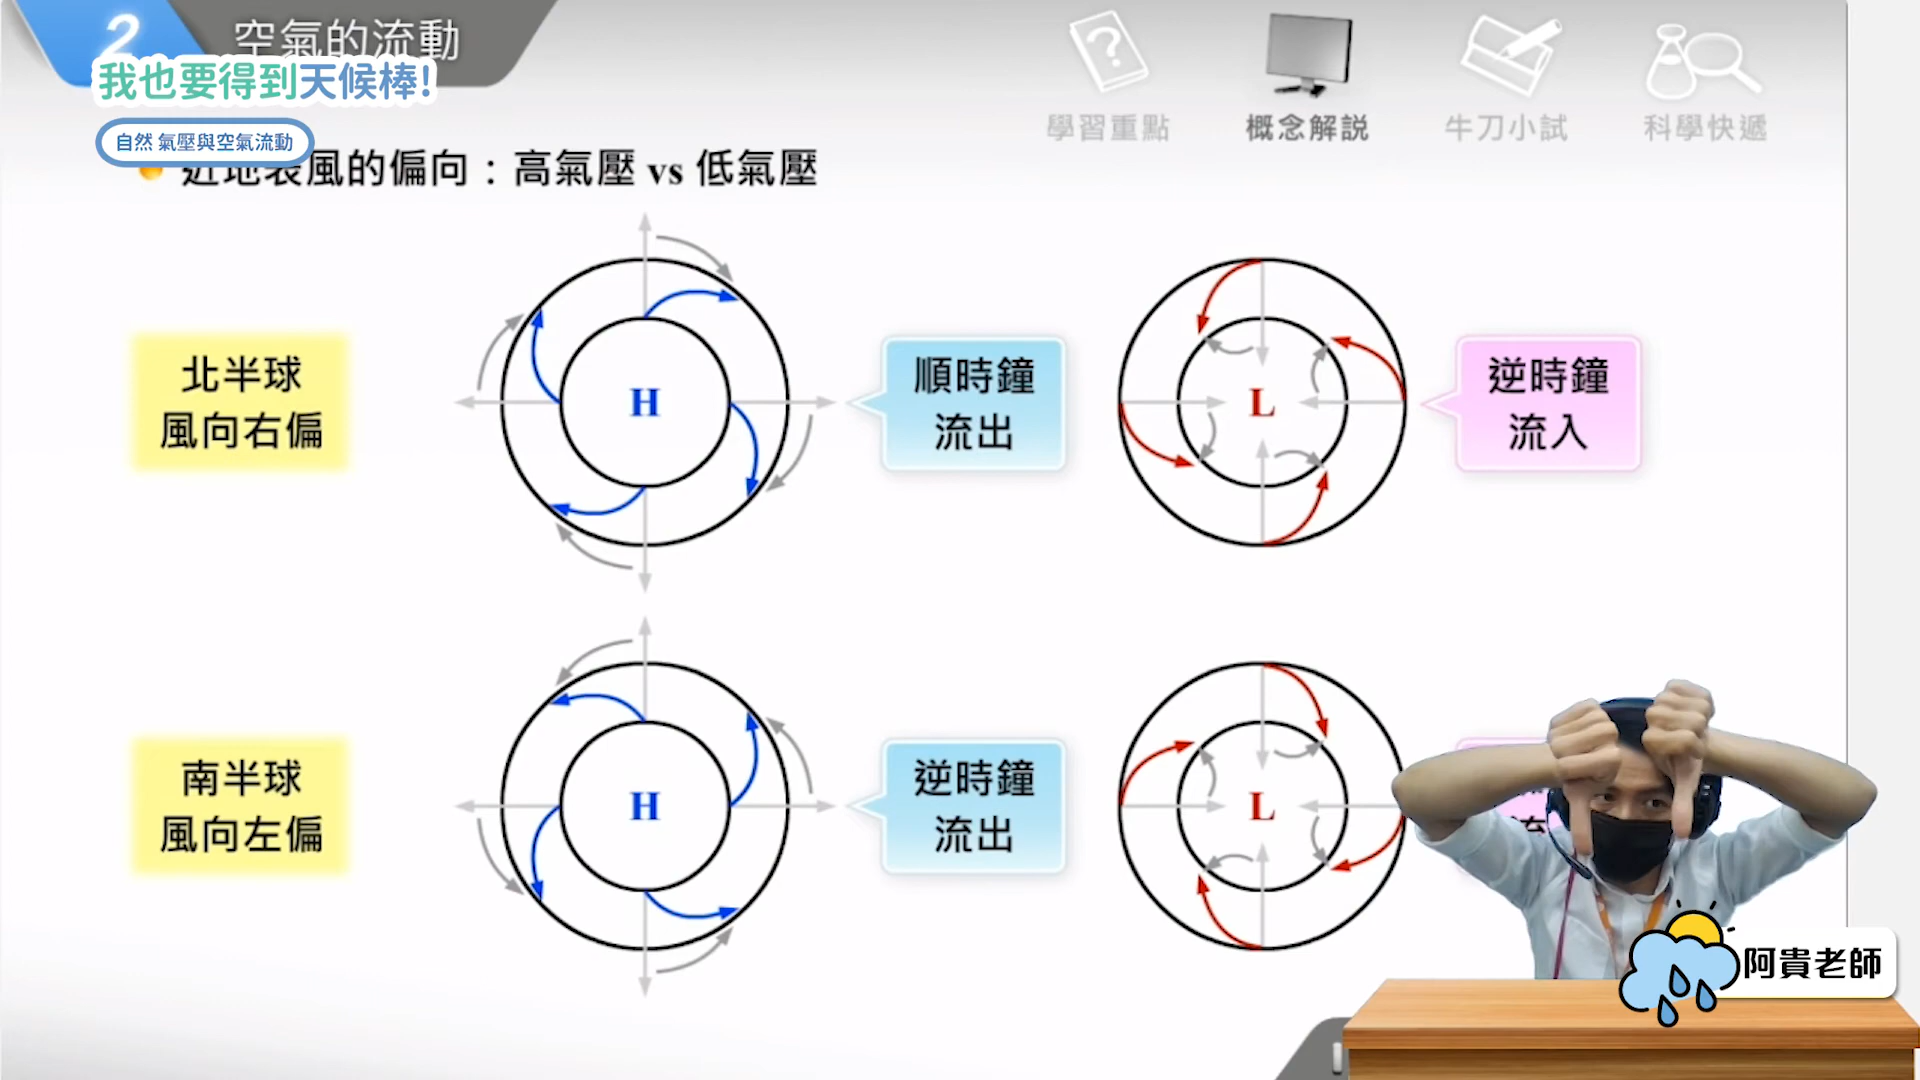 2 空氣的流動
我也要得到天候棒!
自然 氣壓與空氣流動
學習重點
概念解說
牛刀小試
科學快遞
近地表風的偏向：高氣壓 vs 低氣壓
北半球
風向右偏
H
順時鐘
流出
L
逆時鐘
流入
南半球
風向左偏
H
逆時鐘
流出
L
阿貴老師